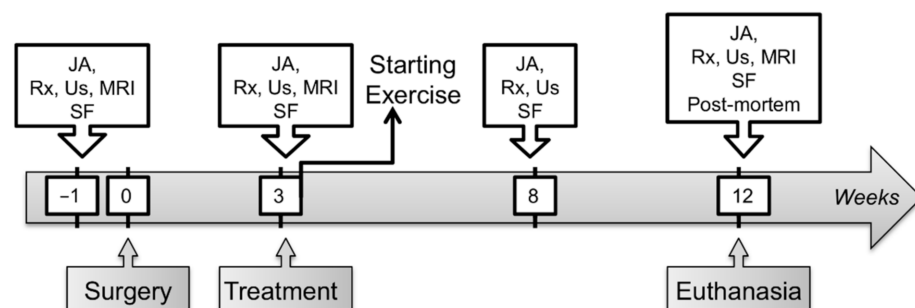 JA,
Rx, Us, MRI
SF
JA,
Rx, Us, MRI
SF
Starting
Exercise
JA,
Rx, Us
SF
JA,
Rx, Us, MRI
SF
Post-mortem
−1
0
3
8
12
Weeks
Surgery
Treatment
Euthanasia